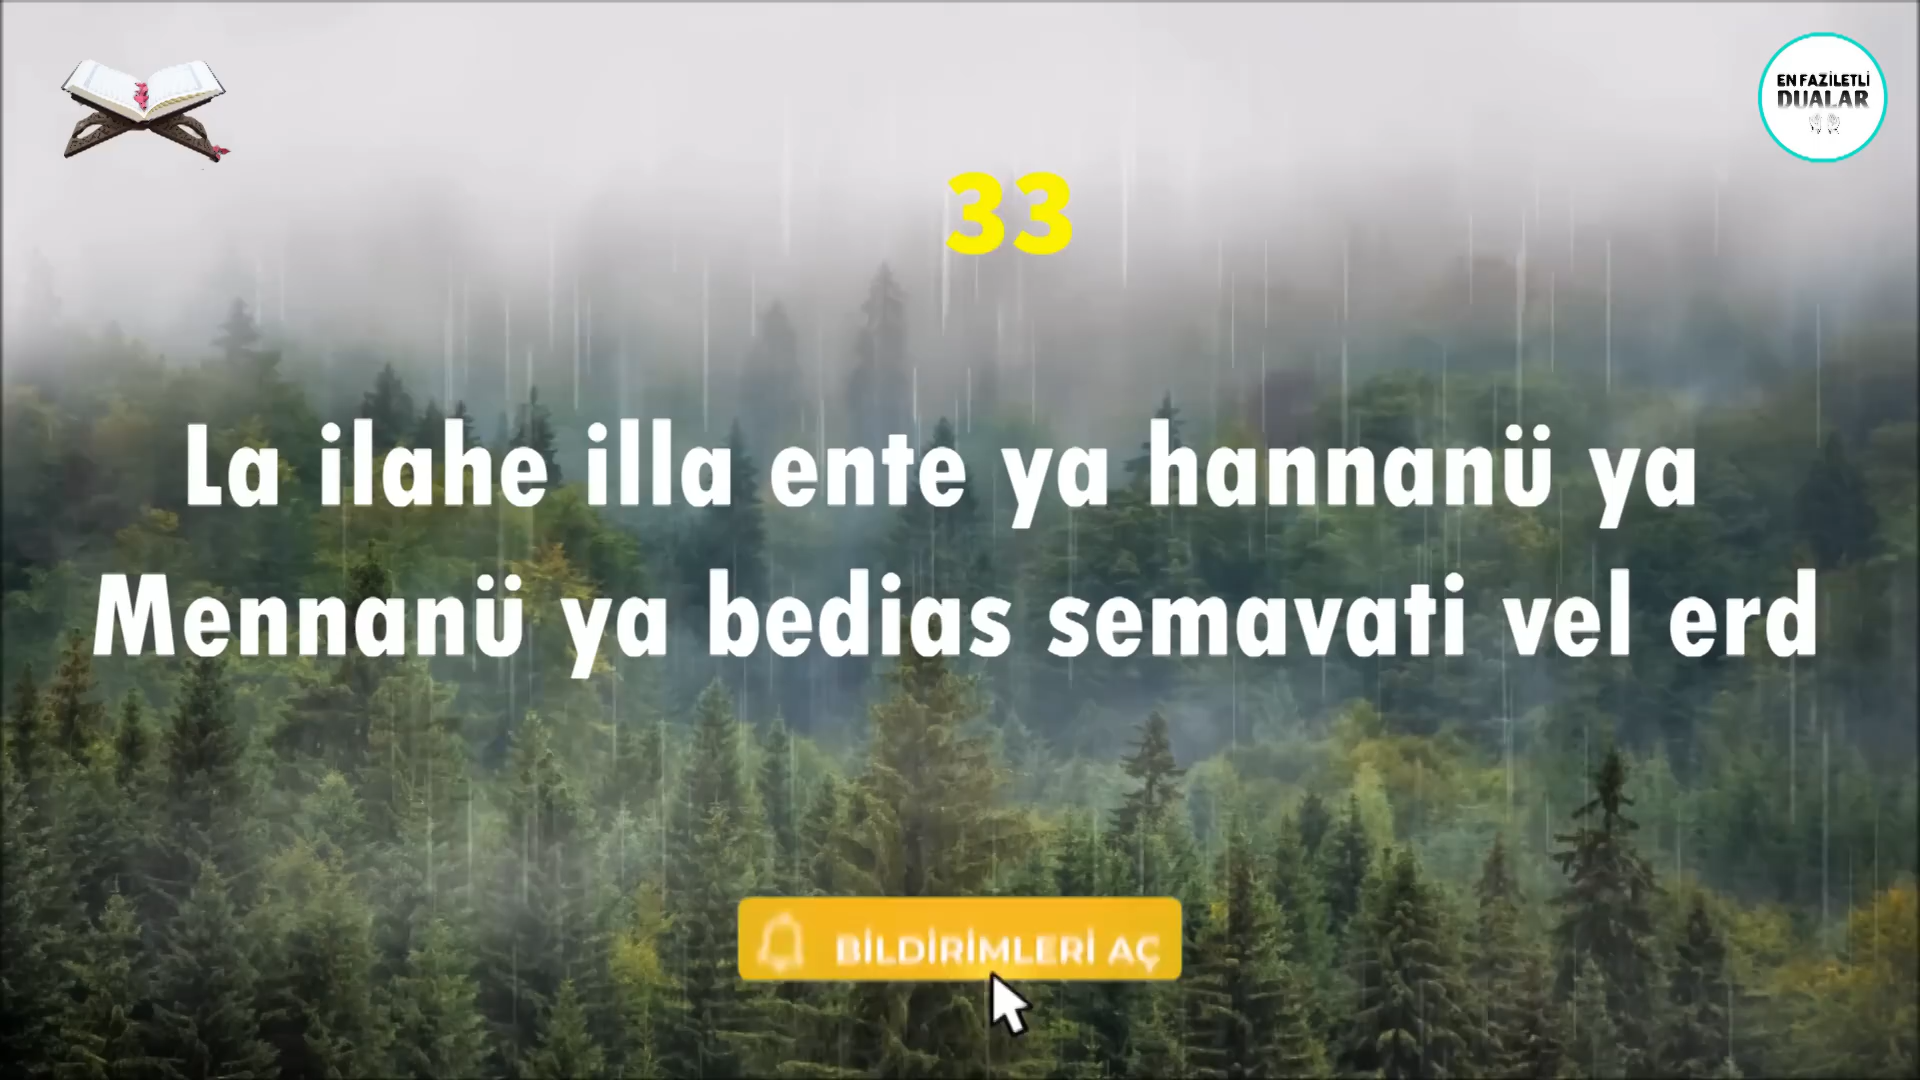 EN FAZİLETLİ
DUALAR
33
La ilahe illa ente ya hannanü ya
Mennanü ya bedias semavati vel erd
BİLDİRİMLERİ AÇ